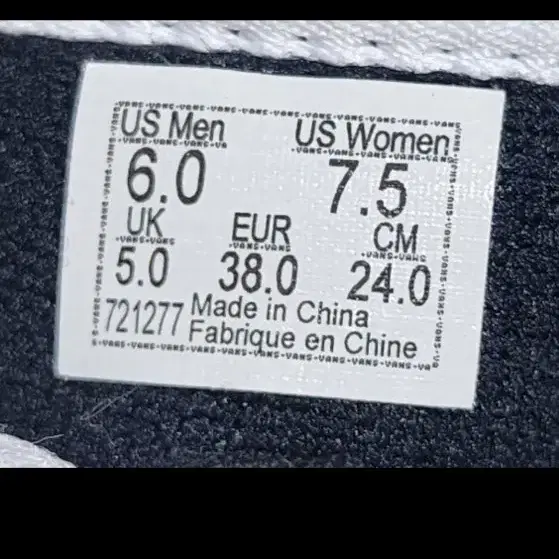 US Men US Women
6.0 7.5
UK EUR CM
5.0 38.0 24.0
721277 Made in China
Fabrique en Chine